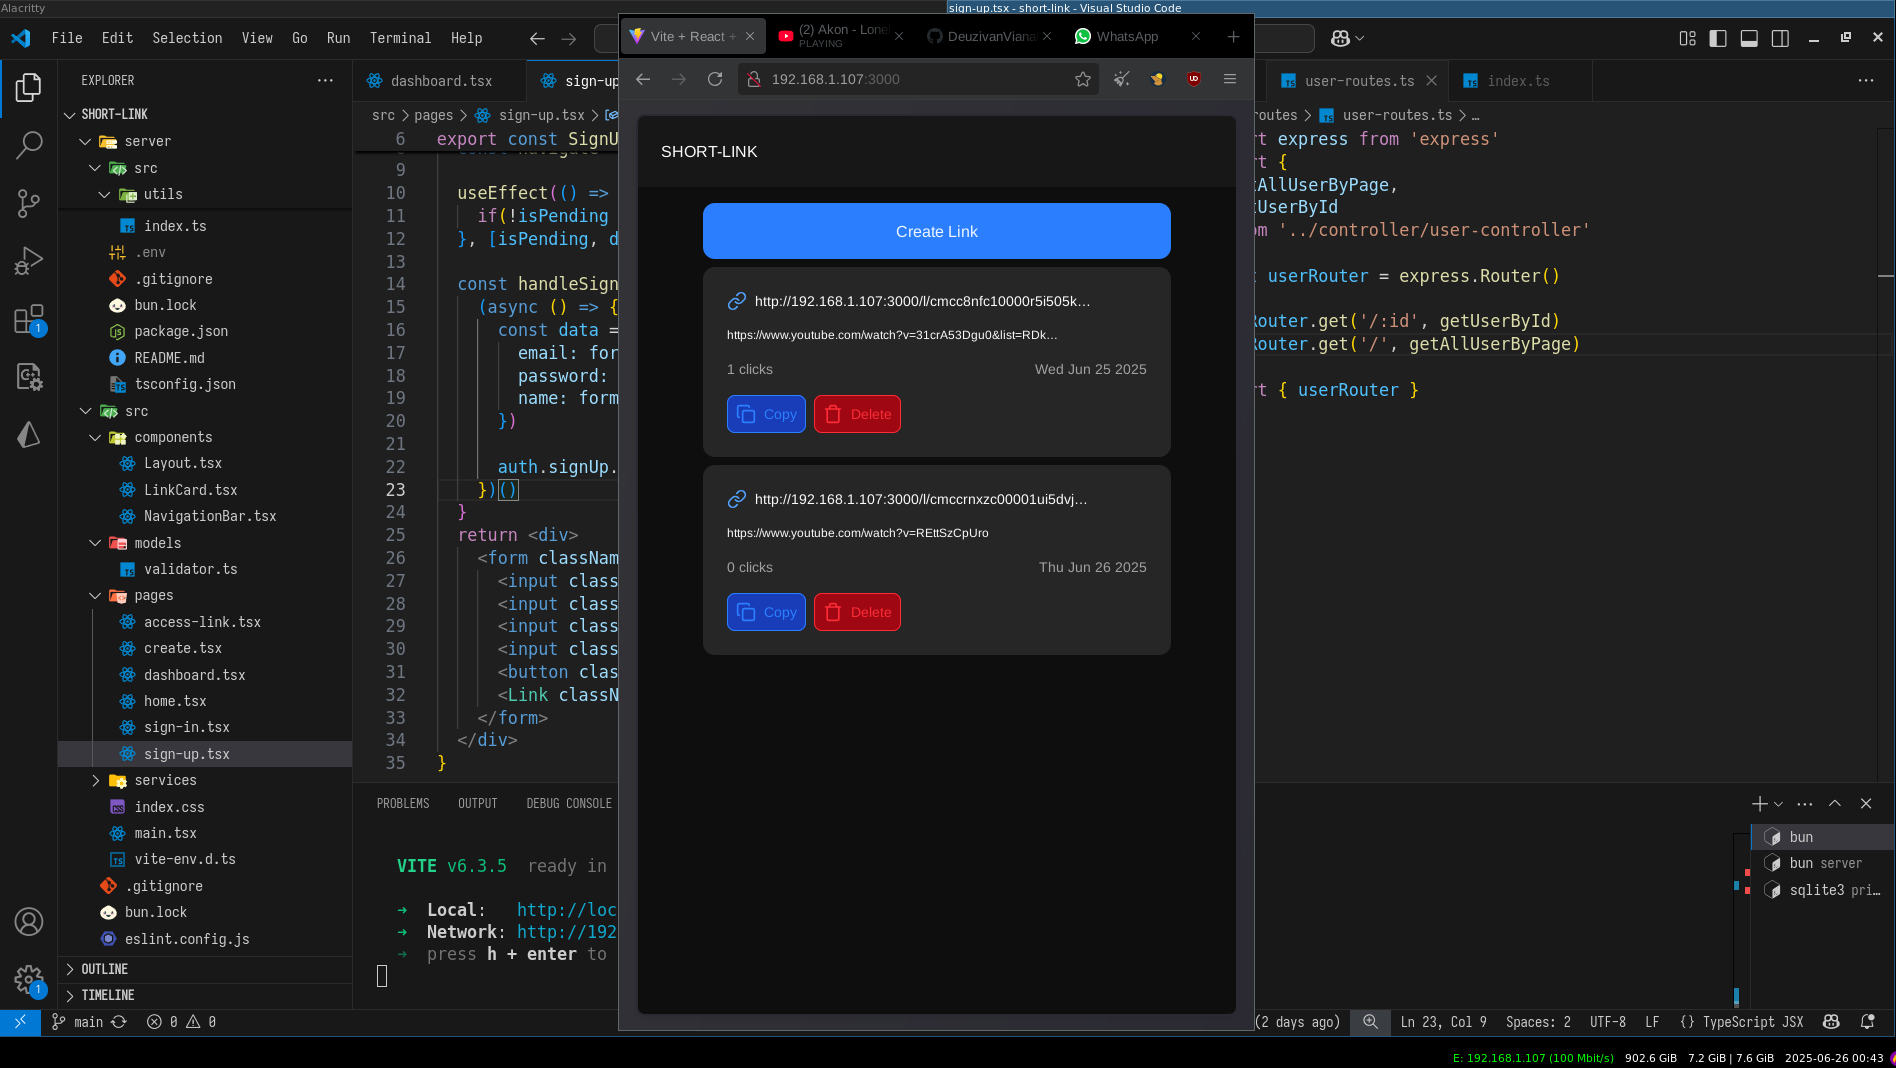 Alacritty
sign-up.tsx - short-link - Visual Studio Code
File Edit Selection View Go Run Terminal Help
EXPLORER
SHORT-LINK
server
src
utils
index.ts
.env
.gitignore
bun.lock
package.json
README.md
tsconfig.json
src
components
Layout.tsx
LinkCard.tsx
NavigationBar.tsx
models
validator.ts
pages
access-link.tsx
create.tsx
dashboard.tsx
home.tsx
sign-in.tsx
sign-up.tsx
services
index.css
main.tsx
vite-env.d.ts
.gitignore
bun.lock
eslint.config.js
OUTLINE
TIMELINE
1
1
dashboard.tsx sign-up
src > pages > sign-up.tsx >
6 export const SignU
9
10 useEffect(() =>
11 if(!isPending
12 }, [isPending, d
13
14 const handleSign
15 (async () => {
16 const data =
17 email: for
18 password:
19 name: form
20 })
21
22 auth.signUp.
23 })()
24 }
25 return <div>
26 <form classNam
27 <input class
28 <input class
29 <input class
30 <input class
31 <button clas
32 <Link classN
33 </form>
34 </div>
35 }
PROBLEMS OUTPUT DEBUG CONSOLE
VITE v6.3.5 ready in
➜ Local: http://loc
➜ Network: http://192
➜ press h + enter to
Vite + React +
(2) Akon - Lonel
PLAYING
DeuzivanViana
WhatsApp
192.168.1.107:3000
SHORT-LINK
Create Link
http://192.168.1.107:3000/l/cmcc8nfc10000r5i505k...
https://www.youtube.com/watch?v=31crA53Dgu0&list=RDk...
1 clicks Wed Jun 25 2025
Copy Delete
http://192.168.1.107:3000/l/cmccrnxzc00001ui5dvj...
https://www.youtube.com/watch?v=REttSzCpUro
0 clicks Thu Jun 26 2025
Copy Delete
user-routes.ts index.ts
routes > user-routes.ts > ...
rt express from 'express'
rt {
tAllUserByPage,
tUserById
om '../controller/user-controller'
t userRouter = express.Router()
Router.get('/:id', getUserById)
Router.get('/', getAllUserByPage)
rt { userRouter }
bun
bun server
sqlite3 pri...
main 0 0
(2 days ago) Ln 23, Col 9 Spaces: 2 UTF-8 LF {} TypeScript JSX
E: 192.168.1.107 (100 Mbit/s) 902.6 GiB 7.2 GiB | 7.6 GiB 2025-06-26 00:43